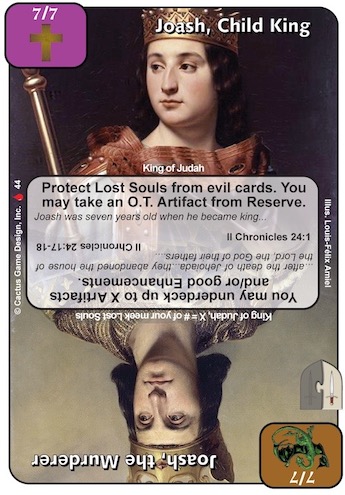 7/7
Joash, Child King
King of Judah
Protect Lost Souls from evil cards. You
may take an O.T. Artifact from Reserve.
Joash was seven years old when he became king...
II Chronicles 24:1
© Cactus Game Design, Inc. 44
Illus. Louis-Félix Amiel
7/7
Joash, the Murderer
King of Judah, X = # of your meek Lost Souls
You may underdeck up to X Artifacts
and/or good Enhancements.
...after the death of Jehoiada...they abandoned the house of
the Lord, the God of their fathers....
II Chronicles 24:17-18